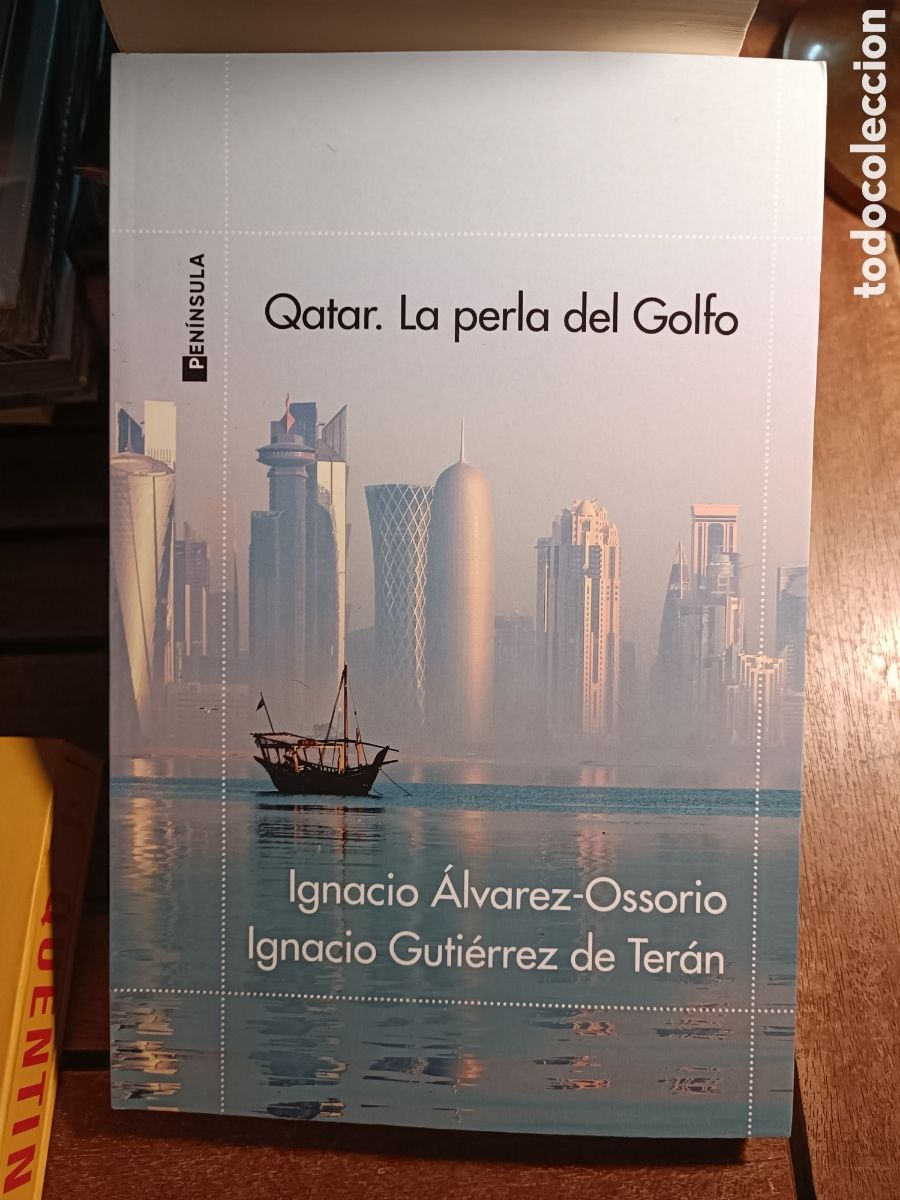 todocoleccion
PENÍNSULA
Qatar. La perla del Golfo
Ignacio Álvarez-Ossorio
Ignacio Gutiérrez de Terán
QUENTIN